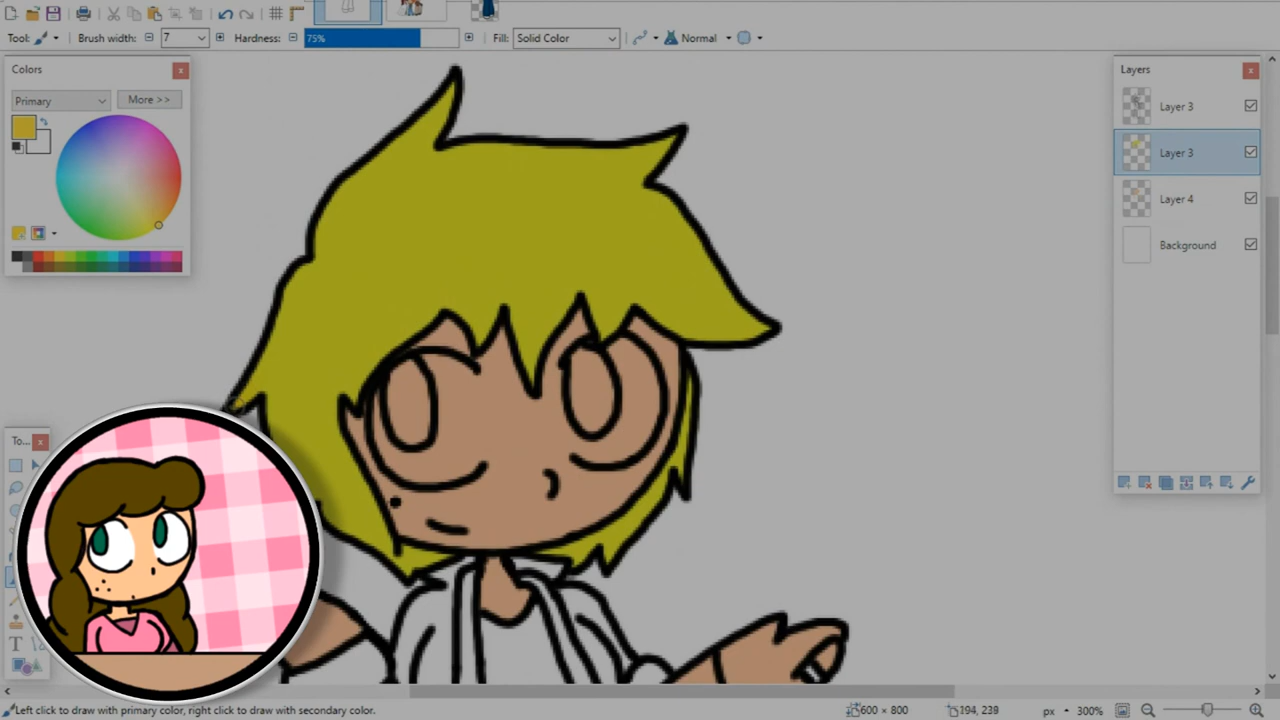 Tool:
Brush width:
7
Hardness:
75%
Fill:
Solid Color
Normal
Colors
Primary
More >>
Layers
Layer 3
Layer 3
Layer 4
Background
To...
Left click to draw with primary color, right click to draw with secondary color.
600 × 800
194, 239
px
300%